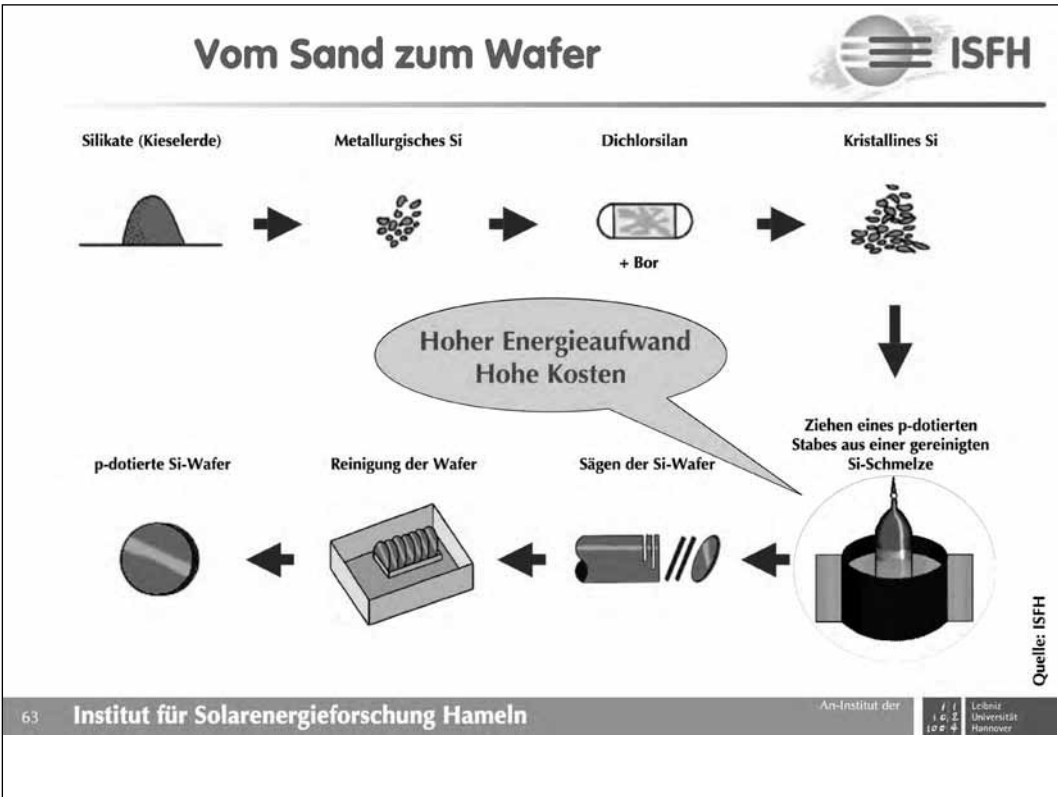 Vom Sand zum Wafer
ISFH
Silikate (Kieselerde)
Metallurgisches Si
Dichlorsilan
Kristallines Si
+ Bor
Hoher Energieaufwand
Hohe Kosten
Ziehen eines p-dotierten
Stabes aus einer gereinigten
Si-Schmelze
p-dotierte Si-Wafer
Reinigung der Wafer
Sägen der Si-Wafer
Quelle: ISFH
63
Institut für Solarenergieforschung Hameln
An-Institut der
Leibniz
Universität
Hannover